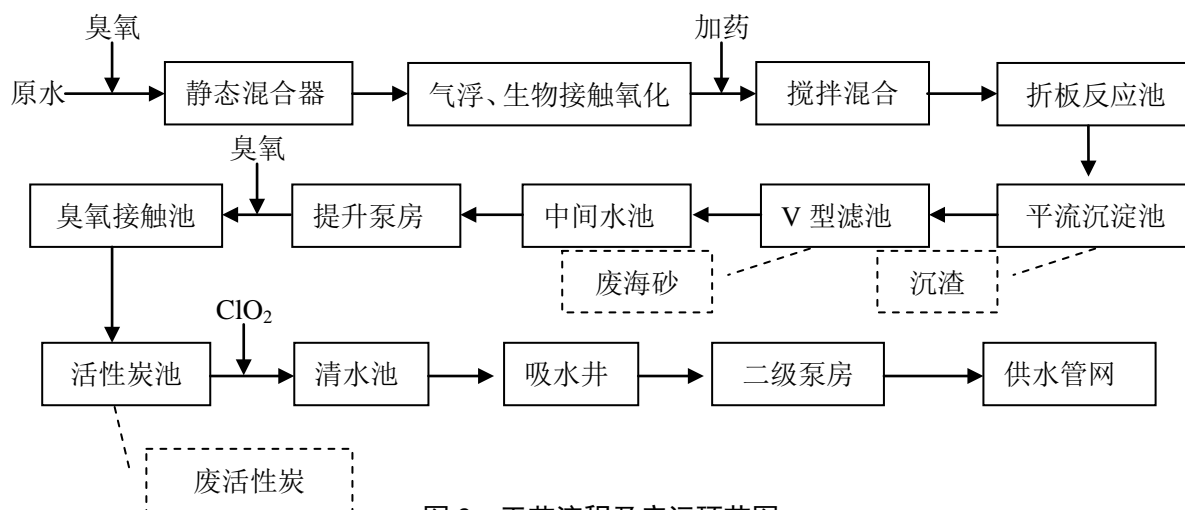 臭氧
加药
原水
静态混合器
气浮、生物接触氧化
搅拌混合
折板反应池
臭氧
臭氧接触池
提升泵房
中间水池
V 型滤池
平流沉淀池
废海砂
沉渣
ClO₂
活性炭池
清水池
吸水井
二级泵房
供水管网
废活性炭